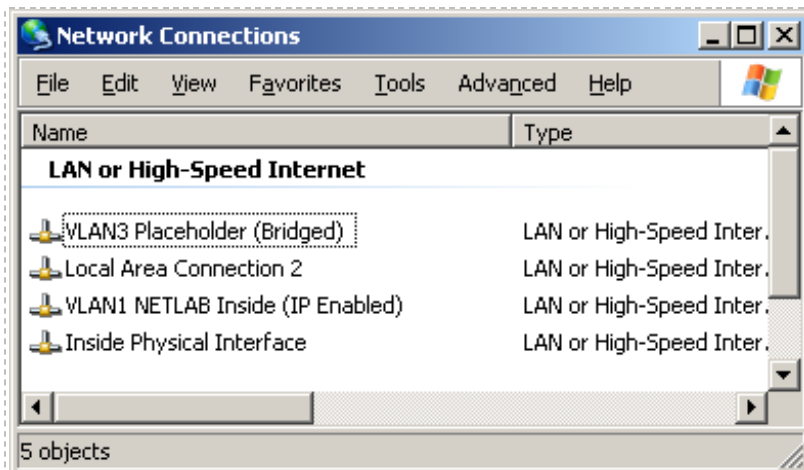 Network Connections
File Edit View Favorites Tools Advanced Help
Name Type
LAN or High-Speed Internet
VLAN3 Placeholder (Bridged) LAN or High-Speed Inter.
Local Area Connection 2 LAN or High-Speed Inter.
VLAN1 NETLAB Inside (IP Enabled) LAN or High-Speed Inter.
Inside Physical Interface LAN or High-Speed Inter.
5 objects